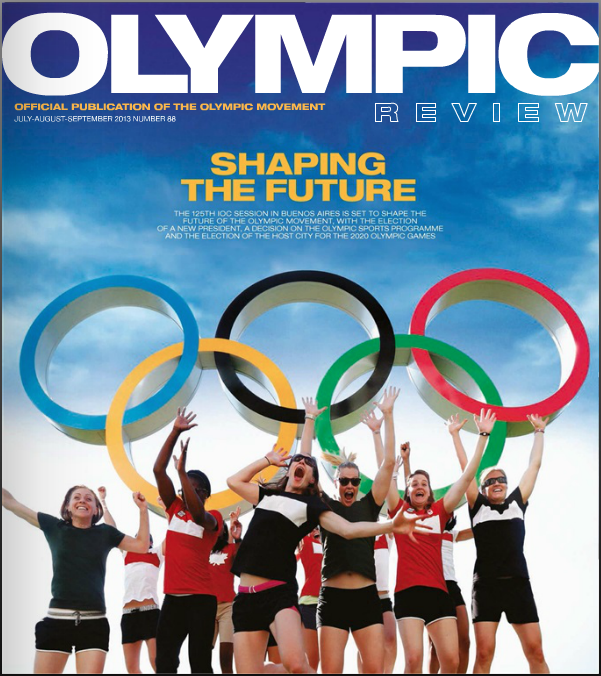 OLYMPIC
OFFICIAL PUBLICATION OF THE OLYMPIC MOVEMENT
REVIEW
JULY-AUGUST-SEPTEMBER 2013 NUMBER 88
SHAPING
THE FUTURE
THE 125TH IOC SESSION IN BUENOS AIRES IS SET TO SHAPE THE
FUTURE OF THE OLYMPIC MOVEMENT, WITH THE ELECTION
OF A NEW PRESIDENT, A DECISION ON THE OLYMPIC SPORTS PROGRAMME
AND THE ELECTION OF THE HOST CITY FOR THE 2020 OLYMPIC GAMES